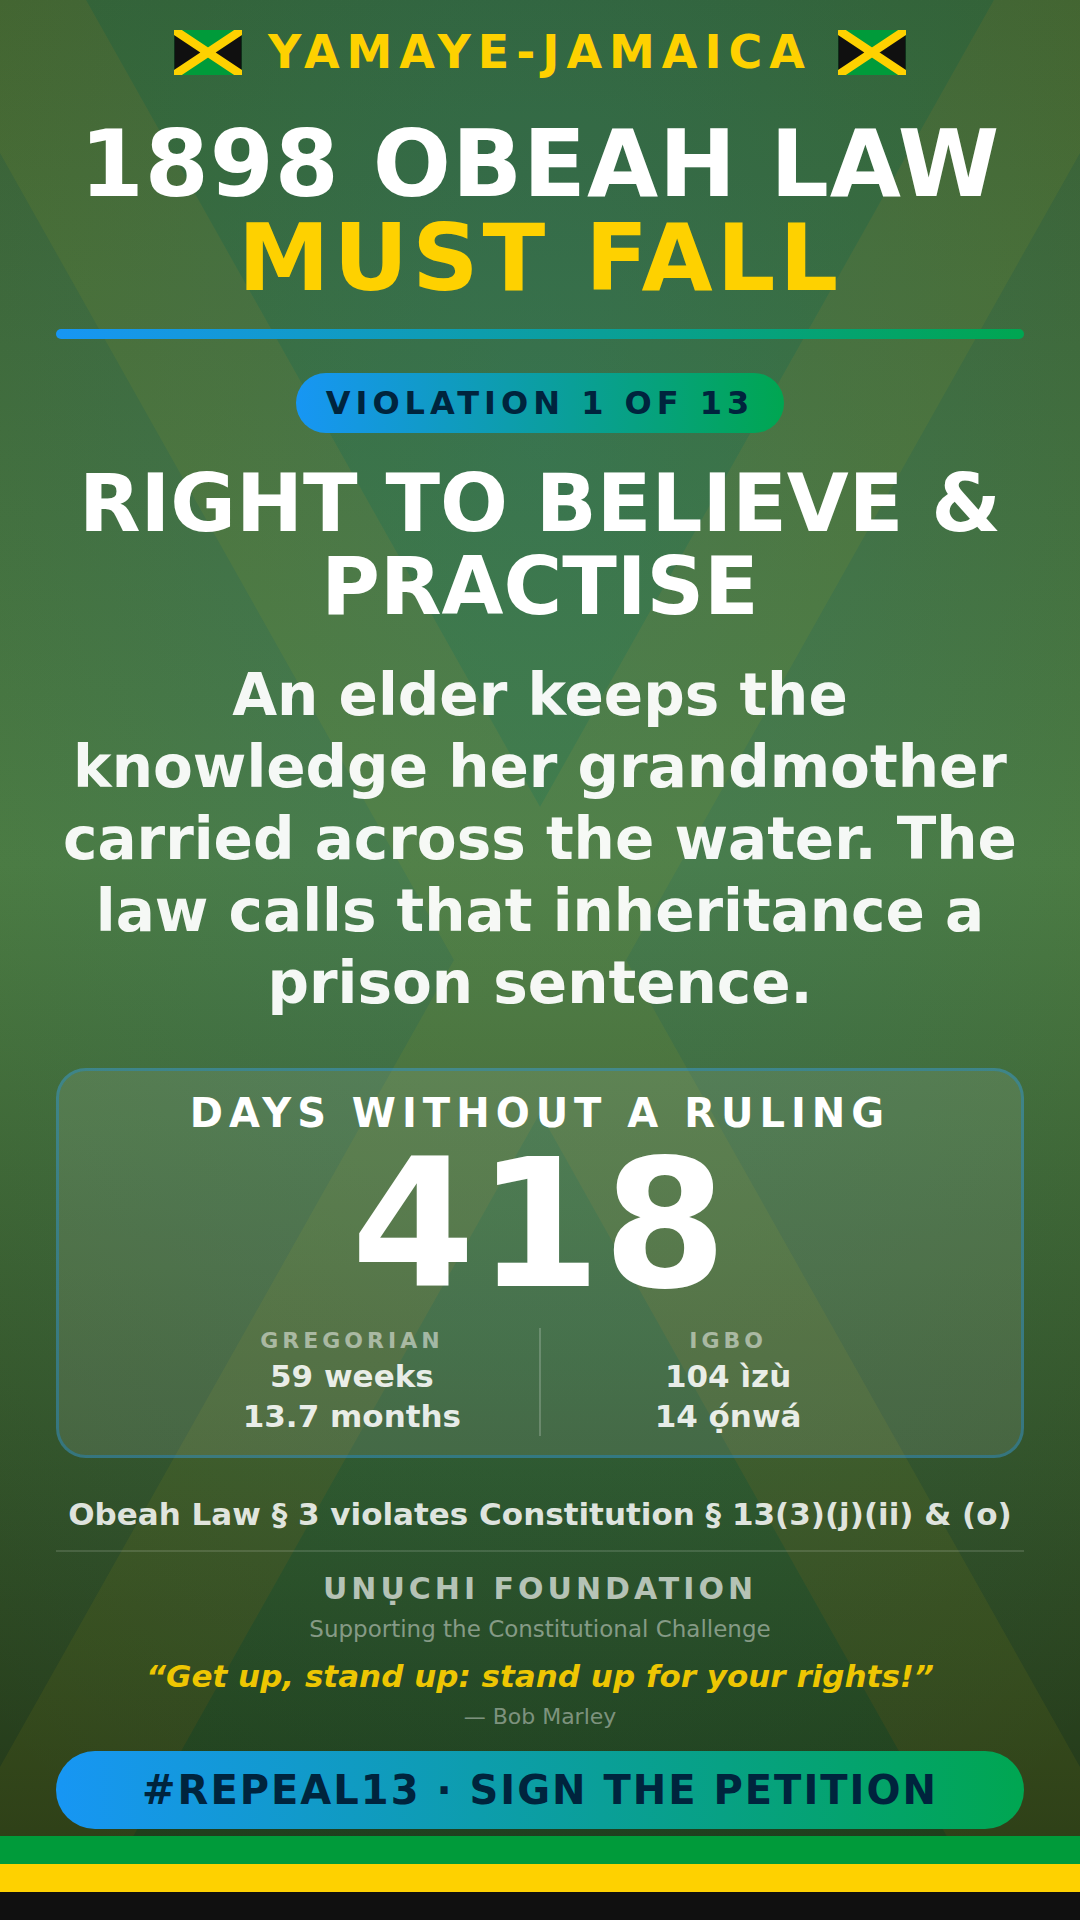 YAMAYE-JAMAICA
1898 OBEAH LAW
MUST FALL
VIOLATION 1 OF 13
RIGHT TO BELIEVE &
PRACTISE
An elder keeps the
knowledge her grandmother
carried across the water. The
law calls that inheritance a
prison sentence.
DAYS WITHOUT A RULING
418
GREGORIAN
59 weeks
13.7 months
IGBO
104 ìzù
14 ọ́nwá
Obeah Law § 3 violates Constitution § 13(3)(j)(ii) & (o)
UNỤCHI FOUNDATION
Supporting the Constitutional Challenge
“Get up, stand up: stand up for your rights!”
— Bob Marley
#REPEAL13 · SIGN THE PETITION